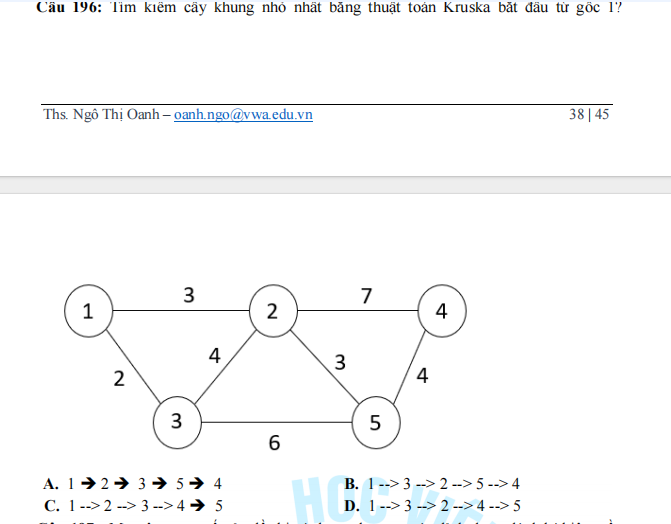 Câu 196: Tìm kiếm cây khung nhỏ nhất bằng thuật toán Kruska bắt đầu từ gốc 1?
Ths. Ngô Thị Oanh – oanh.ngo@vwa.edu.vn 38 | 45
3 7
1 2 4
4 3
2 4
3 5
6
A. 1 ➔ 2 ➔ 3 ➔ 5 ➔ 4 B. 1 --> 3 --> 2 --> 5 --> 4
C. 1 --> 2 --> 3 --> 4 ➔ 5 D. 1 --> 3 --> 2 --> 4 --> 5
HỌC VIỆ